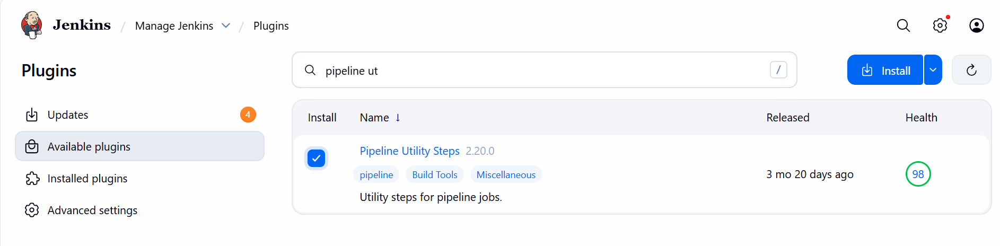 Jenkins / Manage Jenkins / Plugins
Plugins
pipeline ut /
Install
Updates 4
Available plugins
Installed plugins
Advanced settings
Install Name ↓ Released Health
Pipeline Utility Steps 2.20.0
pipeline Build Tools Miscellaneous
Utility steps for pipeline jobs.
3 mo 20 days ago
98